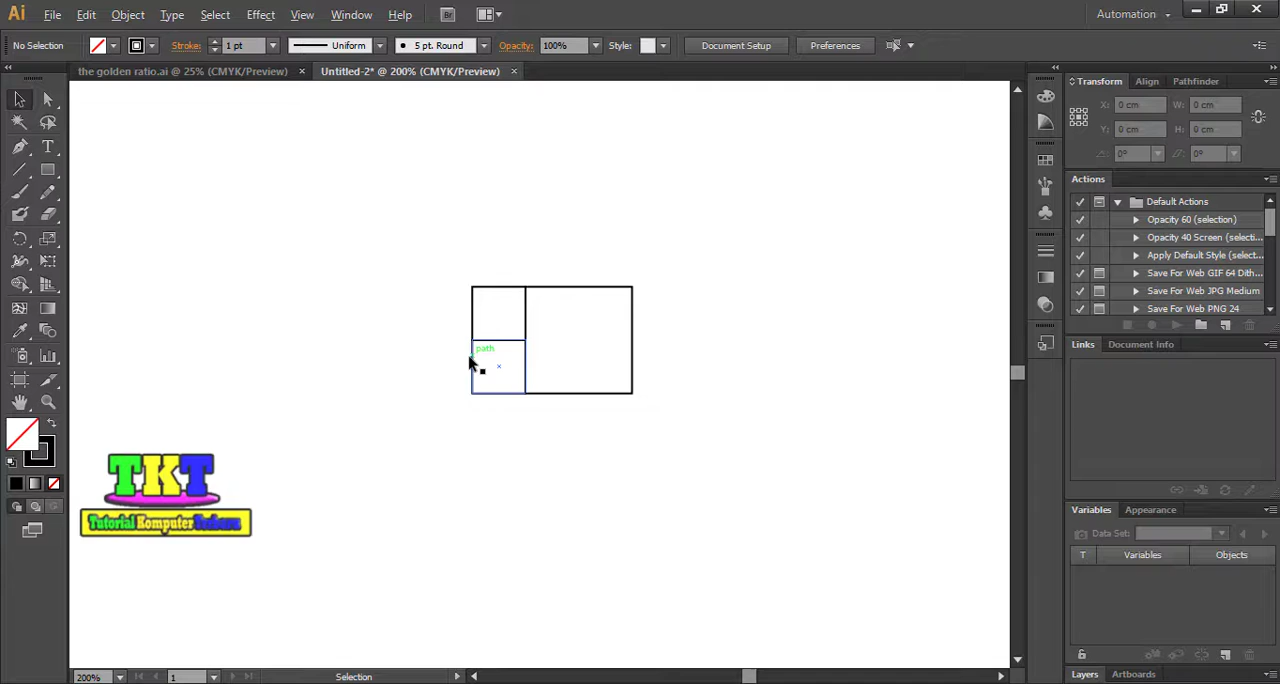 Ai File Edit Object Type Select Effect View Window Help Br Automation
No Selection Stroke: 1 pt Uniform 5 pt. Round Opacity: 100% Style: Document Setup Preferences
the golden ratio.ai @ 25% (CMYK/Preview) × Untitled-2* @ 200% (CMYK/Preview) ×
Transform Align Pathfinder
X: 0 cm W: 0 cm
Y: 0 cm H: 0 cm
0° 0°
Actions
Default Actions
Opacity 60 (selection)
Opacity 40 Screen (selecti...
Apply Default Style (select...
Save For Web GIF 64 Dith...
Save For Web JPG Medium
Save For Web PNG 24
Links Document Info
path
TKT
Tutorial Komputer Terbaru
Variables Appearance
Data Set:
T Variables Objects
Layers Artboards
200% 1 Selection